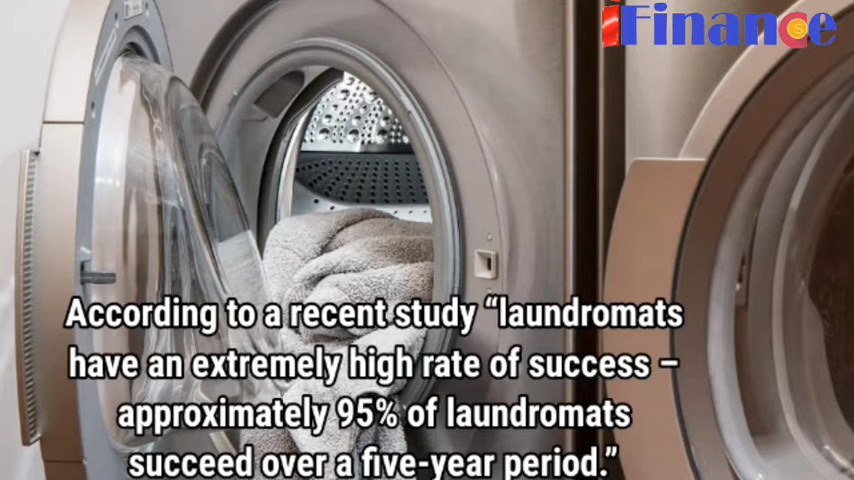 iFinance
According to a recent study “laundromats
have an extremely high rate of success –
approximately 95% of laundromats
succeed over a five-year period.”